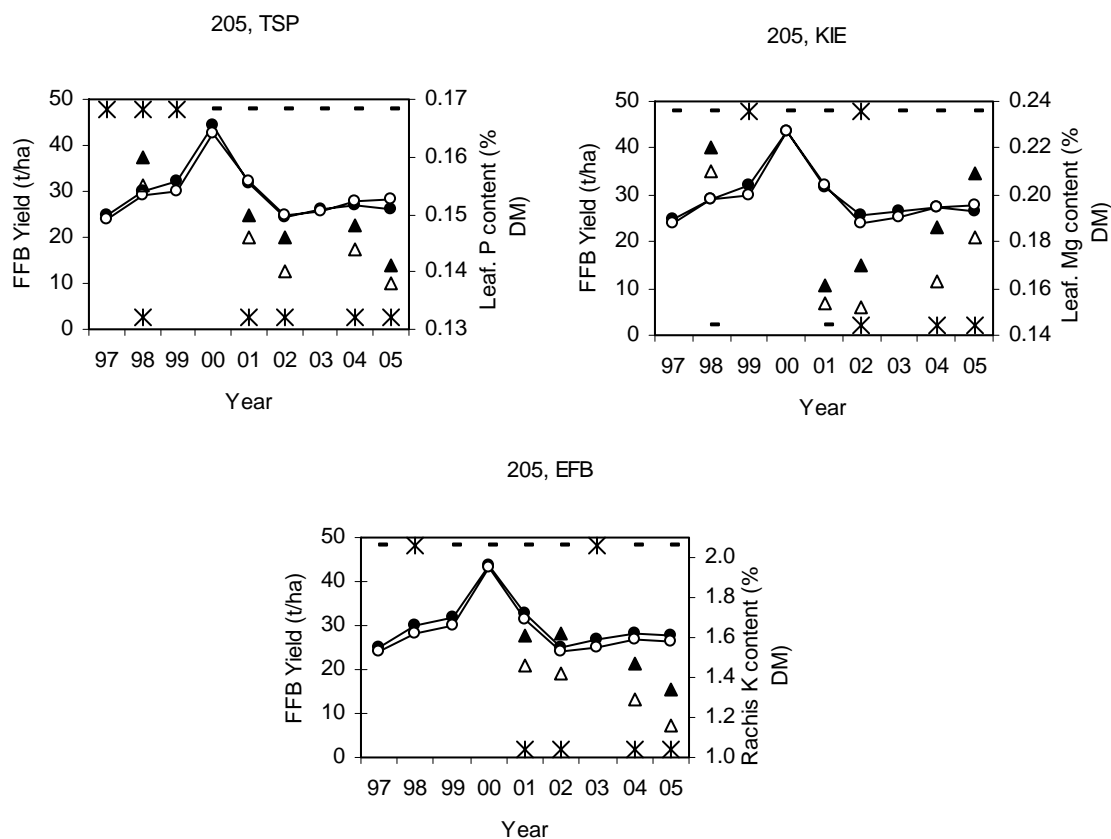 205, TSP
50
40
30
20
10
0
FFB Yield (t/ha)
0.17
0.16
0.15
0.14
0.13
Leaf. P content (%
DM)
97 98 99 00 01 02 03 04 05
Year
205, KIE
50
40
30
20
10
0
FFB Yield (t/ha)
0.24
0.22
0.20
0.18
0.16
0.14
Leaf. Mg content (%
DM)
97 98 99 00 01 02 03 04 05
Year
205, EFB
50
40
30
20
10
0
FFB Yield (t/ha)
2.0
1.8
1.6
1.4
1.2
1.0
Rachis K content (%
DM)
97 98 99 00 01 02 03 04 05
Year